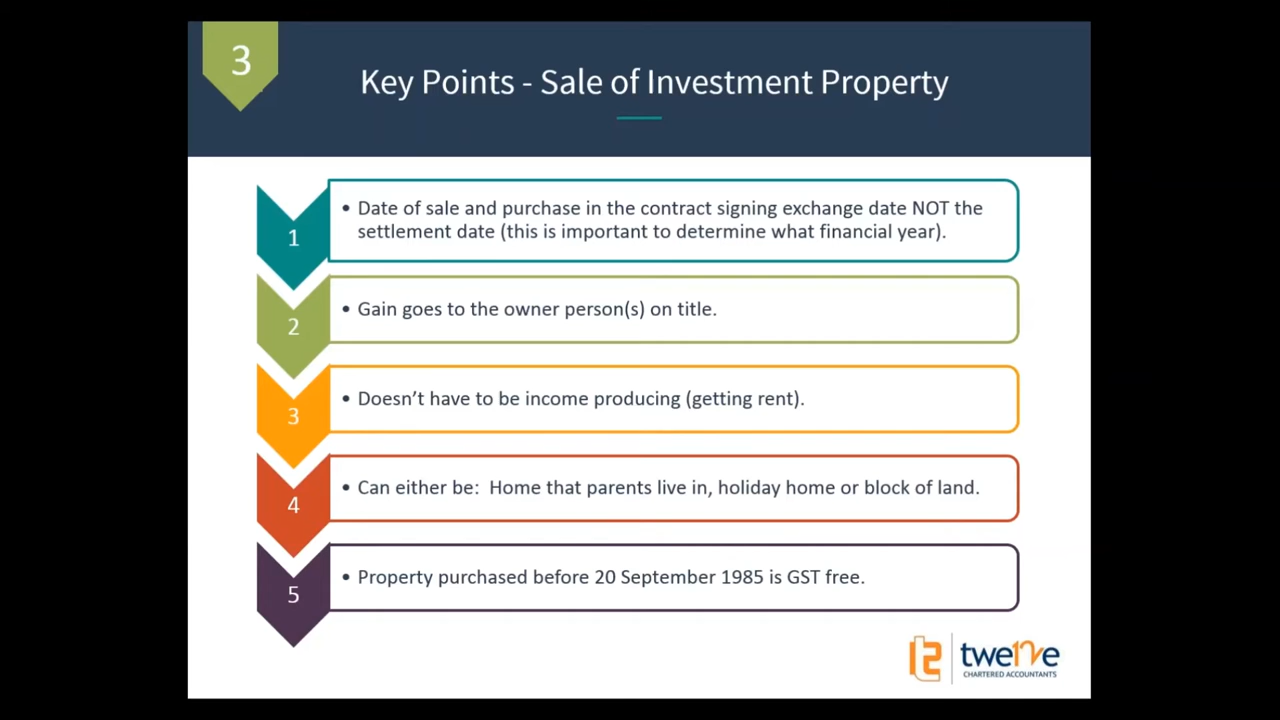 3
Key Points - Sale of Investment Property
1
• Date of sale and purchase in the contract signing exchange date NOT the
settlement date (this is important to determine what financial year).
2
• Gain goes to the owner person(s) on title.
3
• Doesn't have to be income producing (getting rent).
4
• Can either be:  Home that parents live in, holiday home or block of land.
5
• Property purchased before 20 September 1985 is GST free.
twe12ve
CHARTERED ACCOUNTANTS